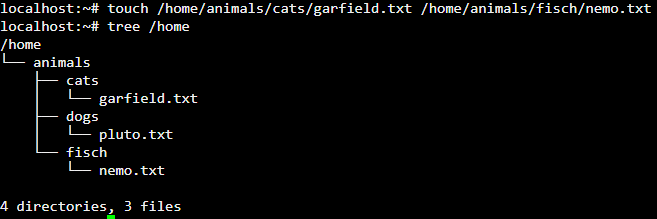 localhost:~# touch /home/animals/cats/garfield.txt /home/animals/fisch/nemo.txt
localhost:~# tree /home
/home
└── animals
    ├── cats
    │   └── garfield.txt
    ├── dogs
    │   └── pluto.txt
    └── fisch
        └── nemo.txt
4 directories, 3 files